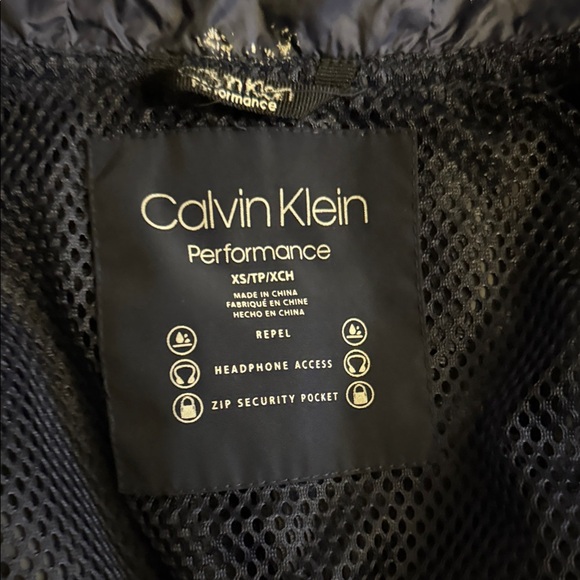 Calvin Klein
Performance
Calvin Klein
Performance
XS/TP/XCH
MADE IN CHINA
FABRIQUÉ EN CHINE
HECHO EN CHINA
REPEL
HEADPHONE ACCESS
ZIP SECURITY POCKET